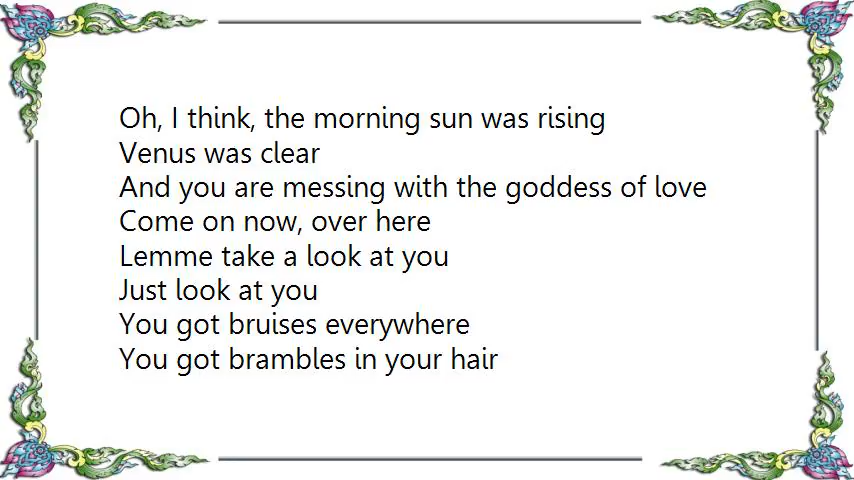 Oh, I think, the morning sun was rising
Venus was clear
And you are messing with the goddess of love
Come on now, over here
Lemme take a look at you
Just look at you
You got bruises everywhere
You got brambles in your hair